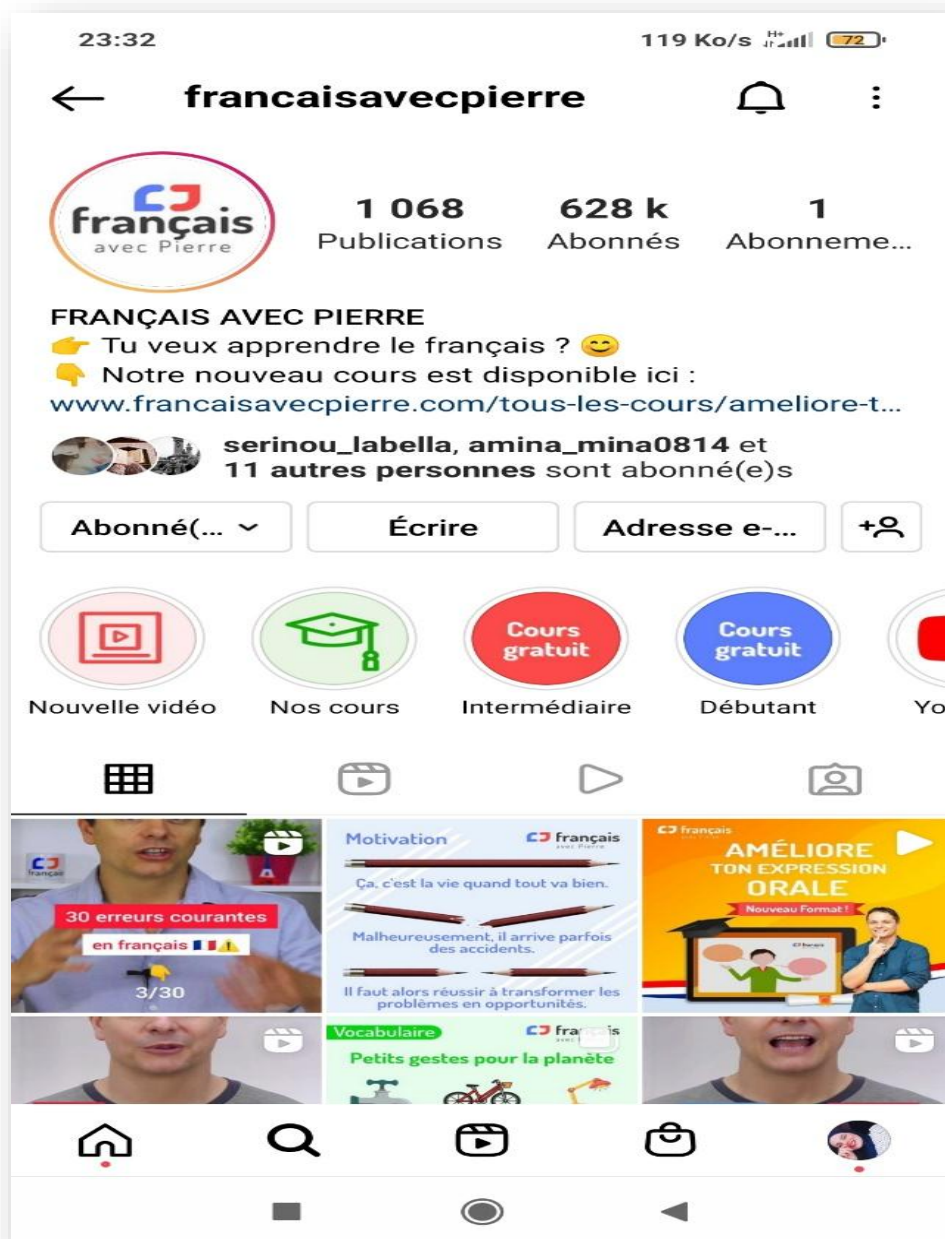 23:32
119 Ko/s H+ 72
francaisavecpierre
français
avec Pierre
1 068
628 k
1
Publications
Abonnés
Abonneme...
FRANÇAIS AVEC PIERRE
👉 Tu veux apprendre le français ? 😊
👇 Notre nouveau cours est disponible ici :
www.francaisavecpierre.com/tous-les-cours/ameliore-t...
serinou_labella, amina_mina0814 et
11 autres personnes sont abonné(e)s
Abonné(...
Écrire
Adresse e-...
Cours
gratuit
Cours
gratuit
Nouvelle vidéo
Nos cours
Intermédiaire
Débutant
Yo
français
30 erreurs courantes
en français 🇫🇷⚠️
👇
3/30
Motivation
français
avec Pierre
Ça, c'est la vie quand tout va bien.
Malheureusement, il arrive parfois
des accidents.
Il faut alors réussir à transformer les
problèmes en opportunités.
français
AMÉLIORE
TON EXPRESSION
ORALE
Nouveau Format !
Vocabulaire
Petits gestes pour la planète